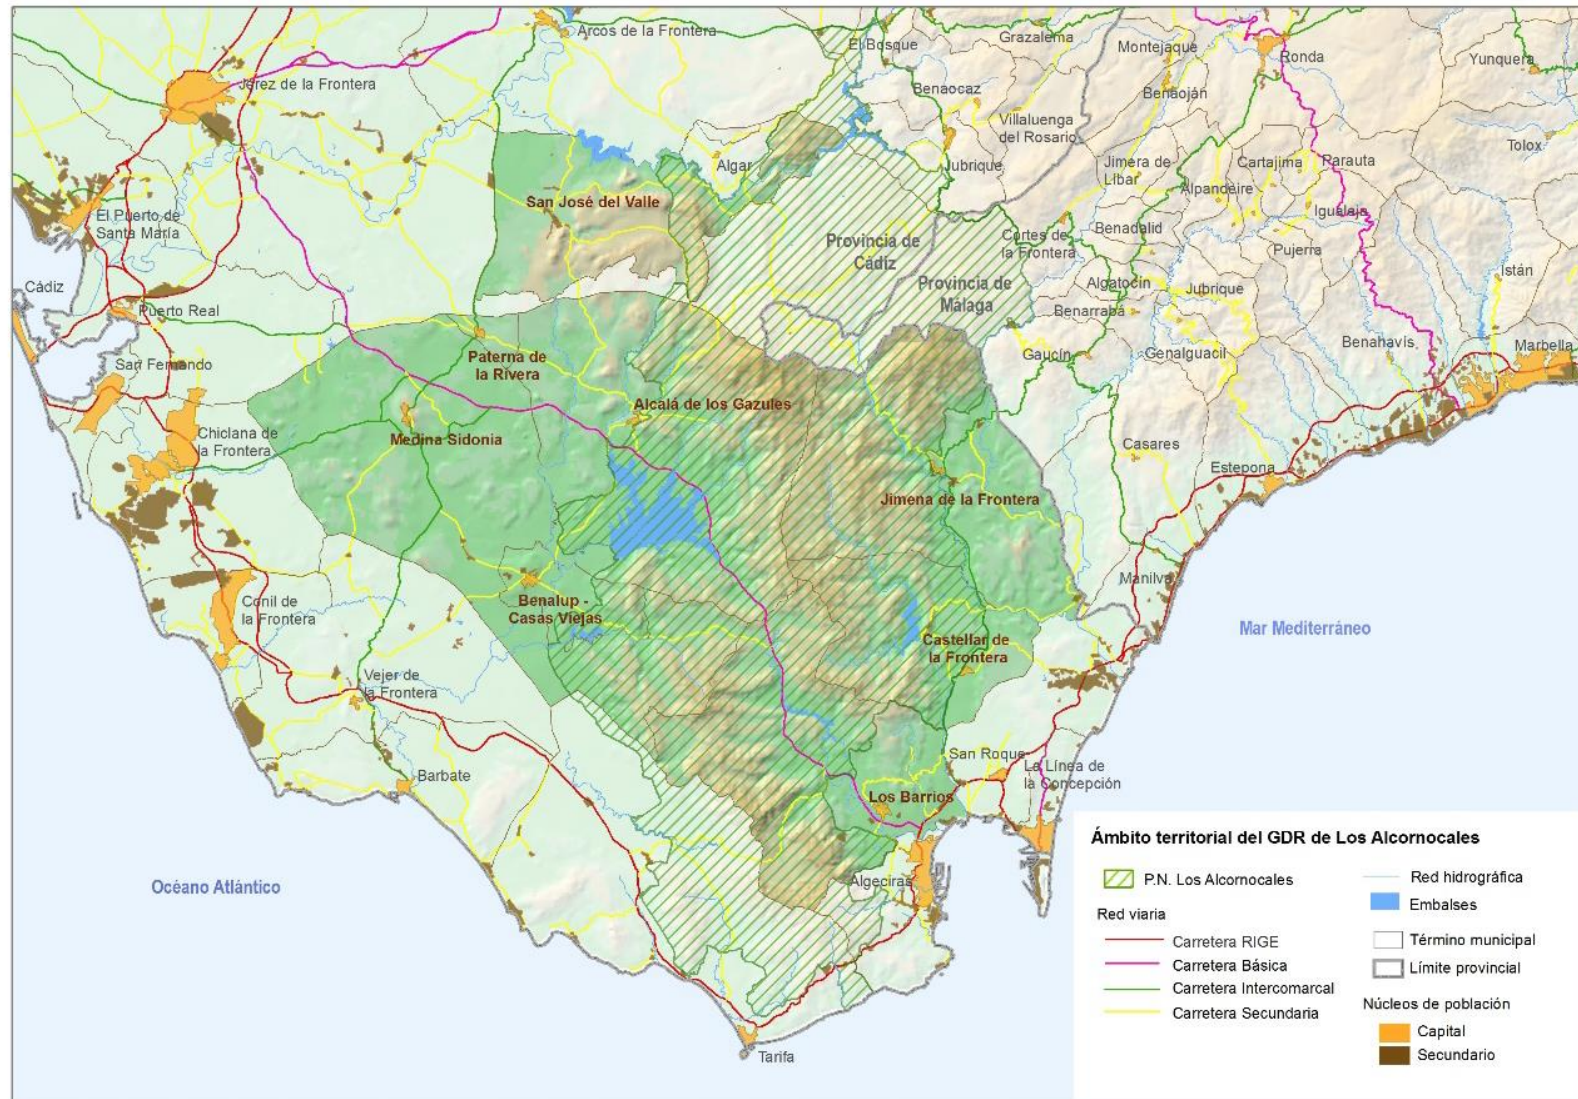 Arcos de la Frontera
El Bosque
Grazalema
Montejaque
Ronda
Yunquera
Jerez de la Frontera
Benaocaz
Benaoján
Villaluenga
del Rosario
Tolox
Algar
Jubrique
Jimera de
Líbar
Cartajima
Parauta
Alpandeire
Igualeja
San José del Valle
El Puerto de
Santa María
Provincia de
Cádiz
Cortes de
la Frontera
Benadalid
Pujerra
Istán
Cádiz
Provincia de
Málaga
Algatocín
Jubrique
Puerto Real
Benarrabá
Paterna de
la Rivera
Gaucín
Genalguacil
Benahavís
Marbella
San Fernando
Alcalá de los Gazules
Chiclana de
la Frontera
Medina Sidonia
Casares
Estepona
Jimena de la Frontera
Manilva
Conil de
la Frontera
Benalup -
Casas Viejas
Castellar de
la Frontera
Mar Mediterráneo
Vejer de
la Frontera
Barbate
San Roque
La Línea de
la Concepción
Los Barrios
Océano Atlántico
Algeciras
Tarifa
Ámbito territorial del GDR de Los Alcornocales
P.N. Los Alcornocales
Red viaria
Carretera RIGE
Carretera Básica
Carretera Intercomarcal
Carretera Secundaria
Red hidrográfica
Embalses
Término municipal
Límite provincial
Núcleos de población
Capital
Secundario